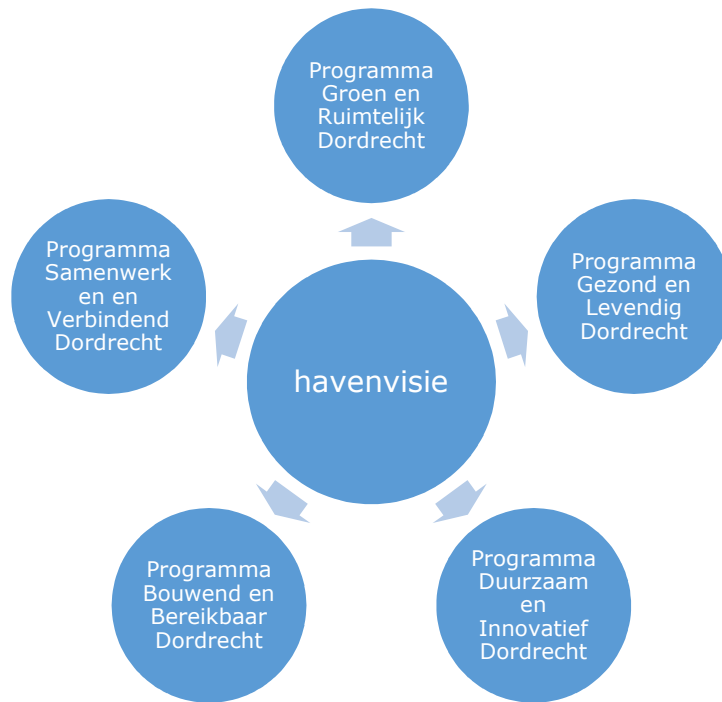 Programma
Groen en
Ruimtelijk
Dordrecht
Programma
Samenwerk
en en
Verbindend
Dordrecht
Programma
Gezond en
Levendig
Dordrecht
havenvisie
Programma
Bouwend en
Bereikbaar
Dordrecht
Programma
Duurzaam
en
Innovatief
Dordrecht